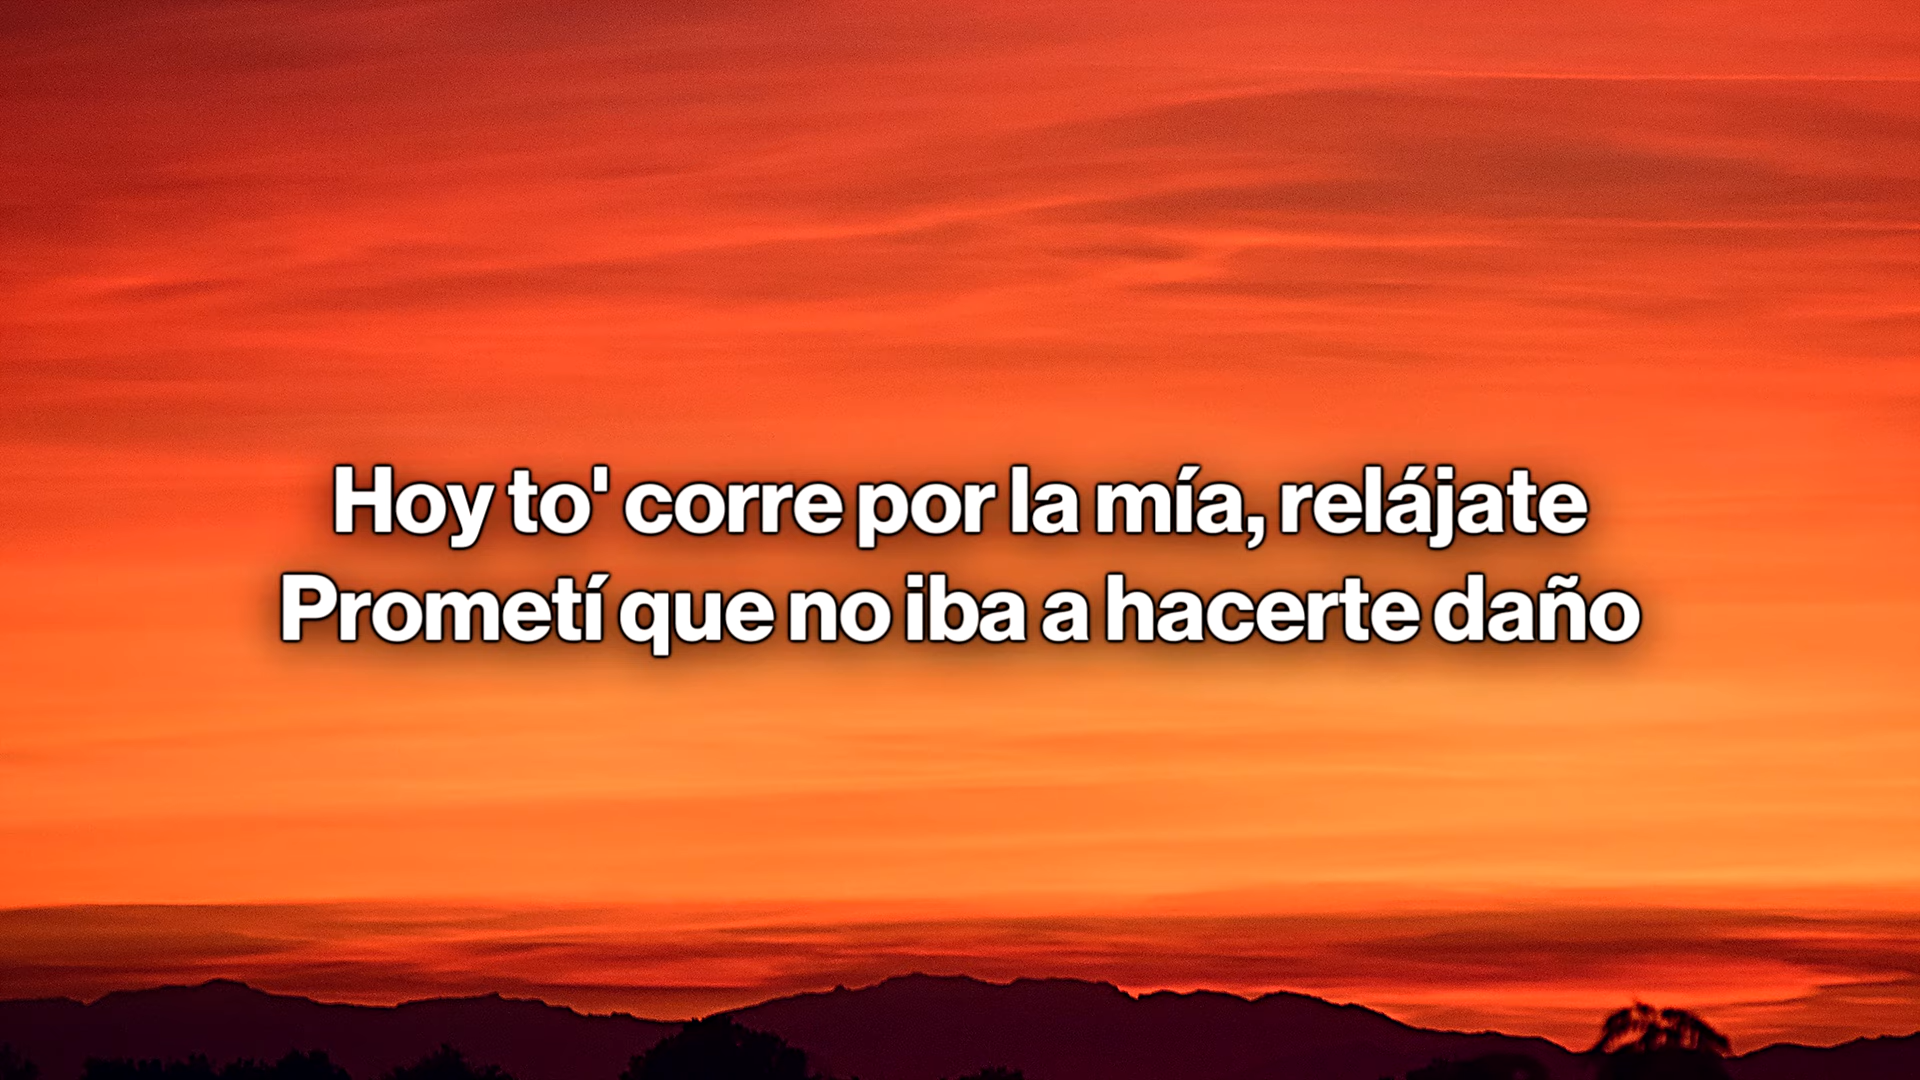 Hoy to' corre por la mía, relájate
Prometí que no iba a hacerte daño